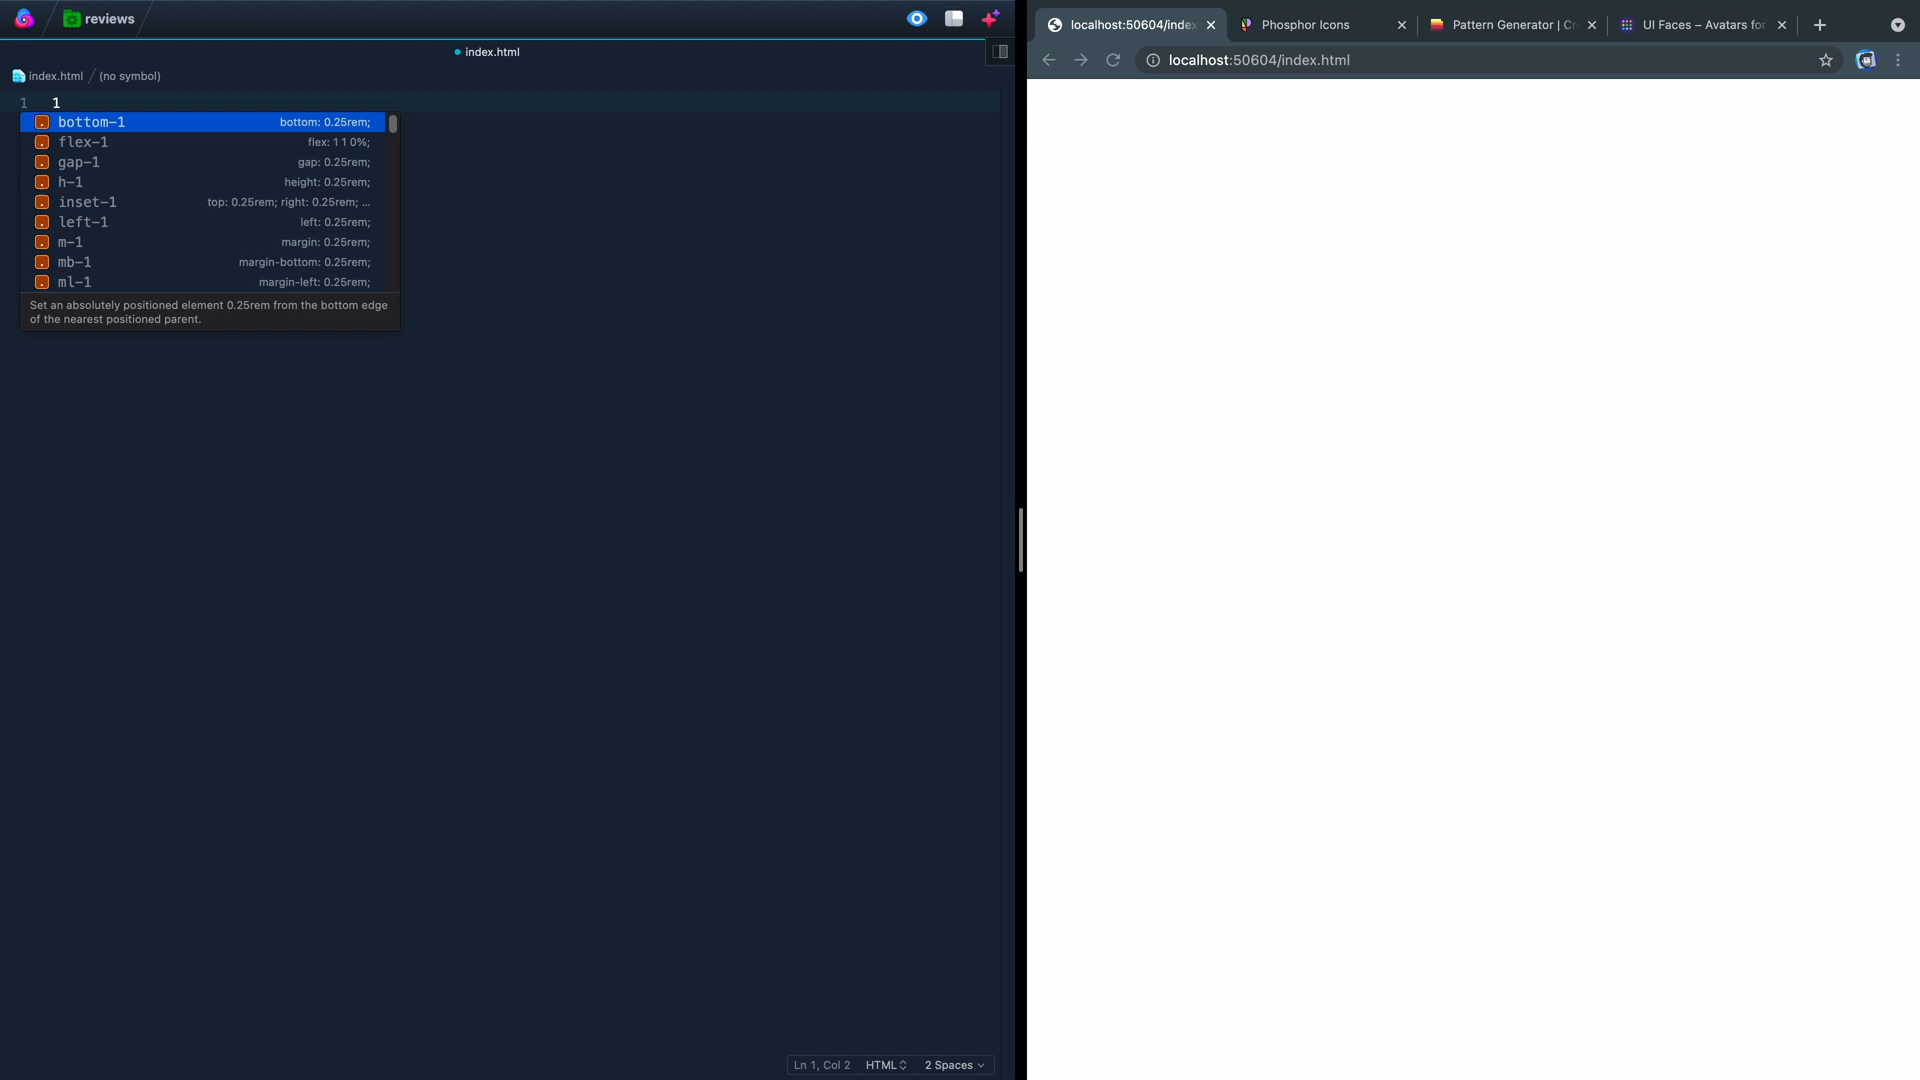 reviews
index.html
index.html / (no symbol)
1 1
bottom-1 bottom: 0.25rem;
flex-1 flex: 1 1 0%;
gap-1 gap: 0.25rem;
h-1 height: 0.25rem;
inset-1 top: 0.25rem; right: 0.25rem; ...
left-1 left: 0.25rem;
m-1 margin: 0.25rem;
mb-1 margin-bottom: 0.25rem;
ml-1 margin-left: 0.25rem;
Set an absolutely positioned element 0.25rem from the bottom edge
of the nearest positioned parent.
Ln 1, Col 2 HTML 2 Spaces
localhost:50604/index Phosphor Icons Pattern Generator | Cr UI Faces – Avatars for
localhost:50604/index.html